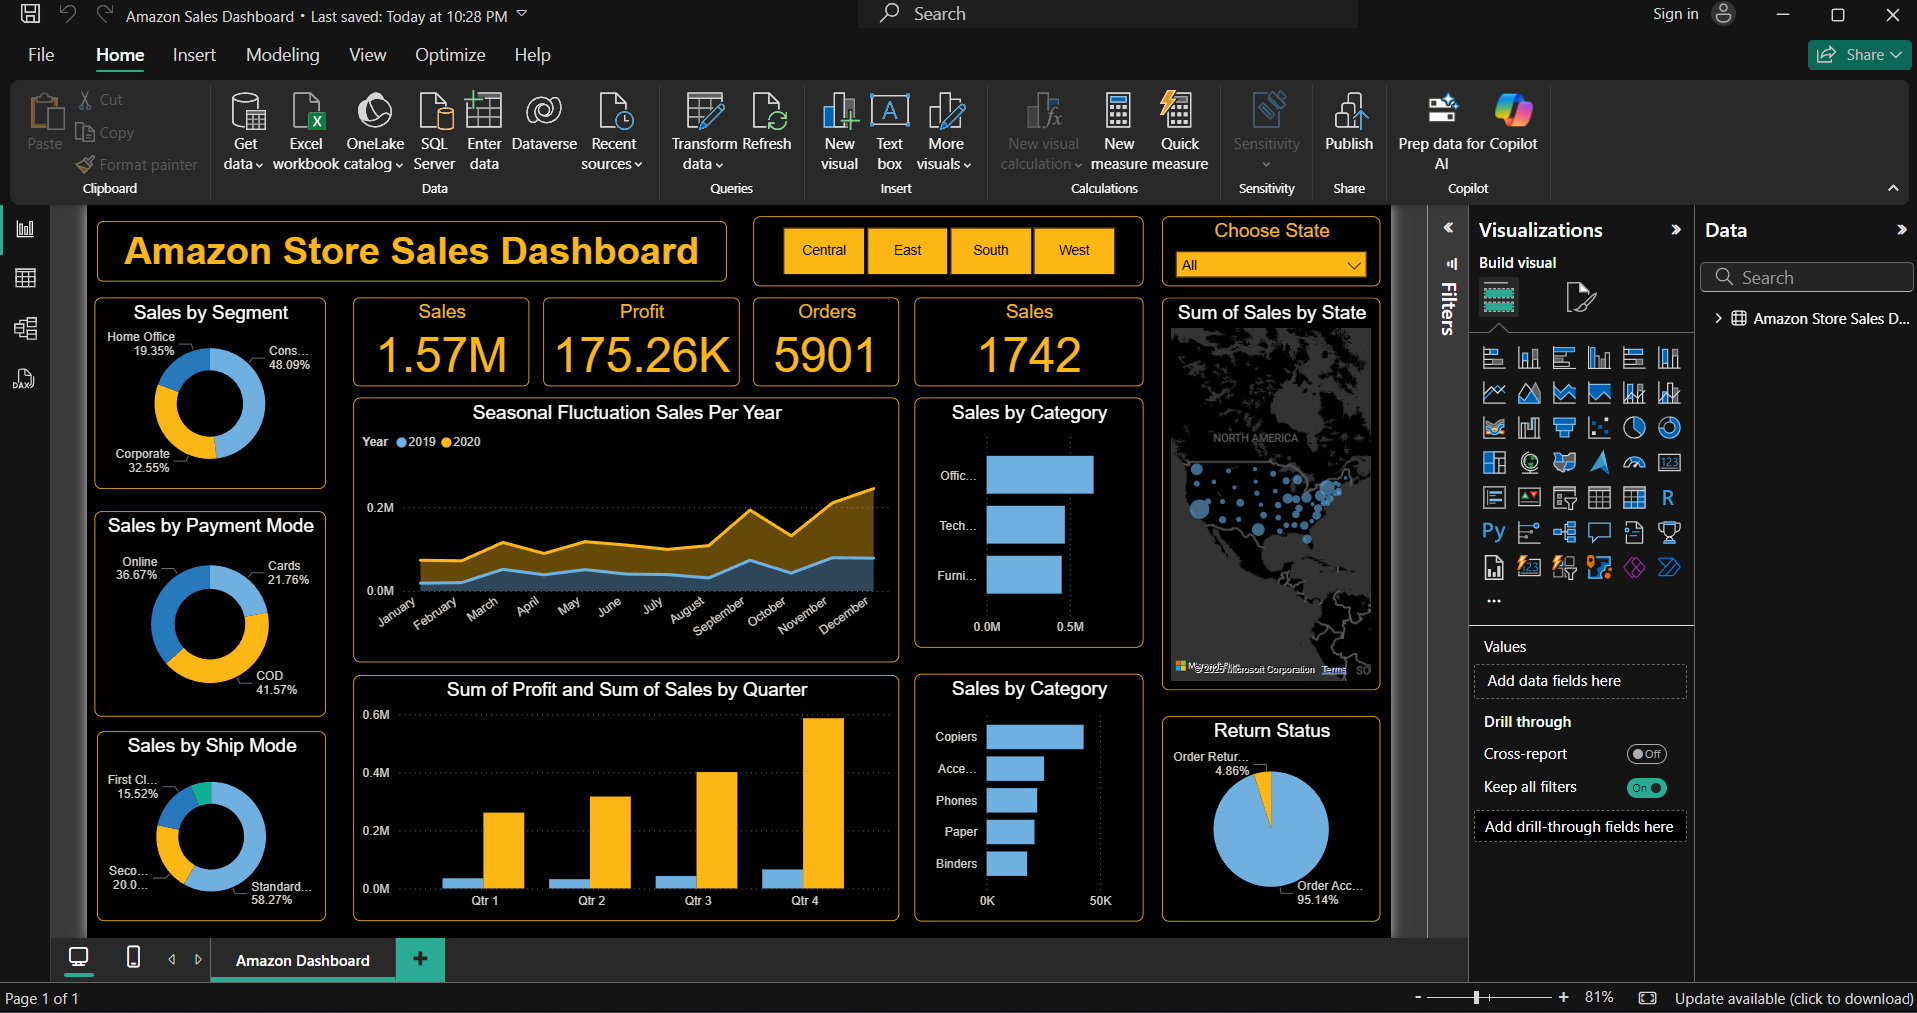 Amazon Sales Dashboard • Last saved: Today at 10:28 PM
Search
Sign in
File
Home
Insert
Modeling
View
Optimize
Help
Share
Paste
Cut
Copy
Format painter
Clipboard
Get data
Excel workbook
OneLake catalog
SQL Server
Enter data
Dataverse
Recent sources
Data
Transform data
Refresh
Queries
New visual
Text box
More visuals
Insert
New visual calculation
New measure
Quick measure
Calculations
Sensitivity
Sensitivity
Publish
Share
Prep data for AI
Copilot
Copilot
DAX
Amazon Store Sales Dashboard
Central
East
South
West
Choose State
All
Sales by Segment
Home Office
19.35%
Cons...
48.09%
Corporate
32.55%
Sales
1.57M
Profit
175.26K
Orders
5901
Sales
1742
Sum of Sales by State
NORTH AMERICA
© 2025 Microsoft Corporation
Terms
SO
Sales by Payment Mode
Online
36.67%
Cards
21.76%
COD
41.57%
Seasonal Fluctuation Sales Per Year
Year
2019
2020
0.2M
0.0M
January
February
March
April
May
June
July
August
September
October
November
December
Sales by Category
Offic...
Tech...
Furni...
0.0M
0.5M
Sales by Ship Mode
First Cl...
15.52%
Seco...
20.0...
Standard...
58.27%
Sum of Profit and Sum of Sales by Quarter
0.6M
0.4M
0.2M
0.0M
Qtr 1
Qtr 2
Qtr 3
Qtr 4
Sales by Category
Copiers
Acce...
Phones
Paper
Binders
0K
50K
Return Status
Order Retur...
4.86%
Order Acc...
95.14%
Filters
Visualizations
Build visual
123
R
Py
123
Values
Add data fields here
Drill through
Cross-report
Off
Keep all filters
On
Add drill-through fields here
Data
Search
Amazon Store Sales D...
Amazon Dashboard
Page 1 of 1
81%
Update available (click to download)